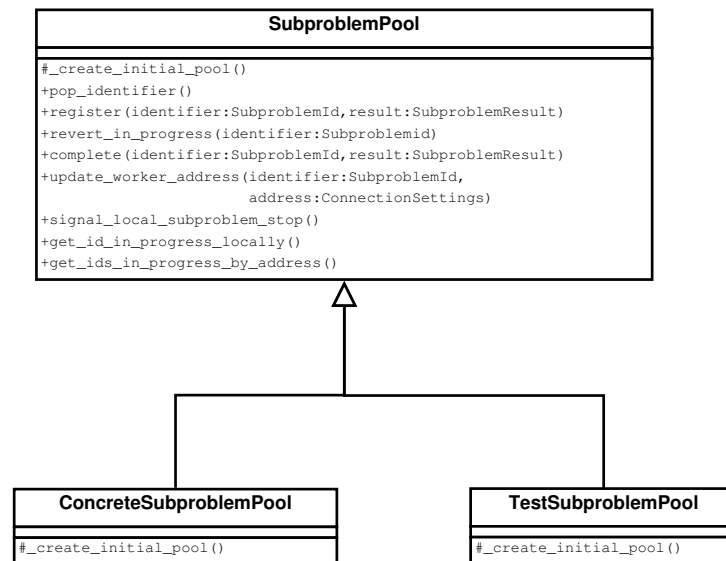 SubproblemPool
#_create_initial_pool()
+pop_identifier()
+register(identifier:SubproblemId,result:SubproblemResult)
+revert_in_progress(identifier:Subproblemid)
+complete(identifier:SubproblemId,result:SubproblemResult)
+update_worker_address(identifier:SubproblemId,
address:ConnectionSettings)
+signal_local_subproblem_stop()
+get_id_in_progress_locally()
+get_ids_in_progress_by_address()
ConcreteSubproblemPool
#_create_initial_pool()
TestSubproblemPool
#_create_initial_pool()